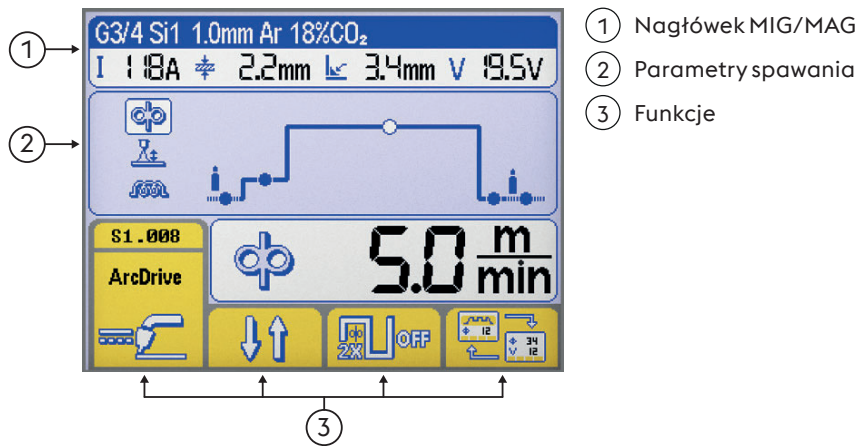 G3/4 Si1 1.0mm Ar 18%CO₂
I 118A 2.2mm 3.4mm V 19.5V
S1.008
ArcDrive
5.0 m/min
2X OFF
12
34
V 12
1
2
3
1 Nagłówek MIG/MAG
2 Parametry spawania
3 Funkcje